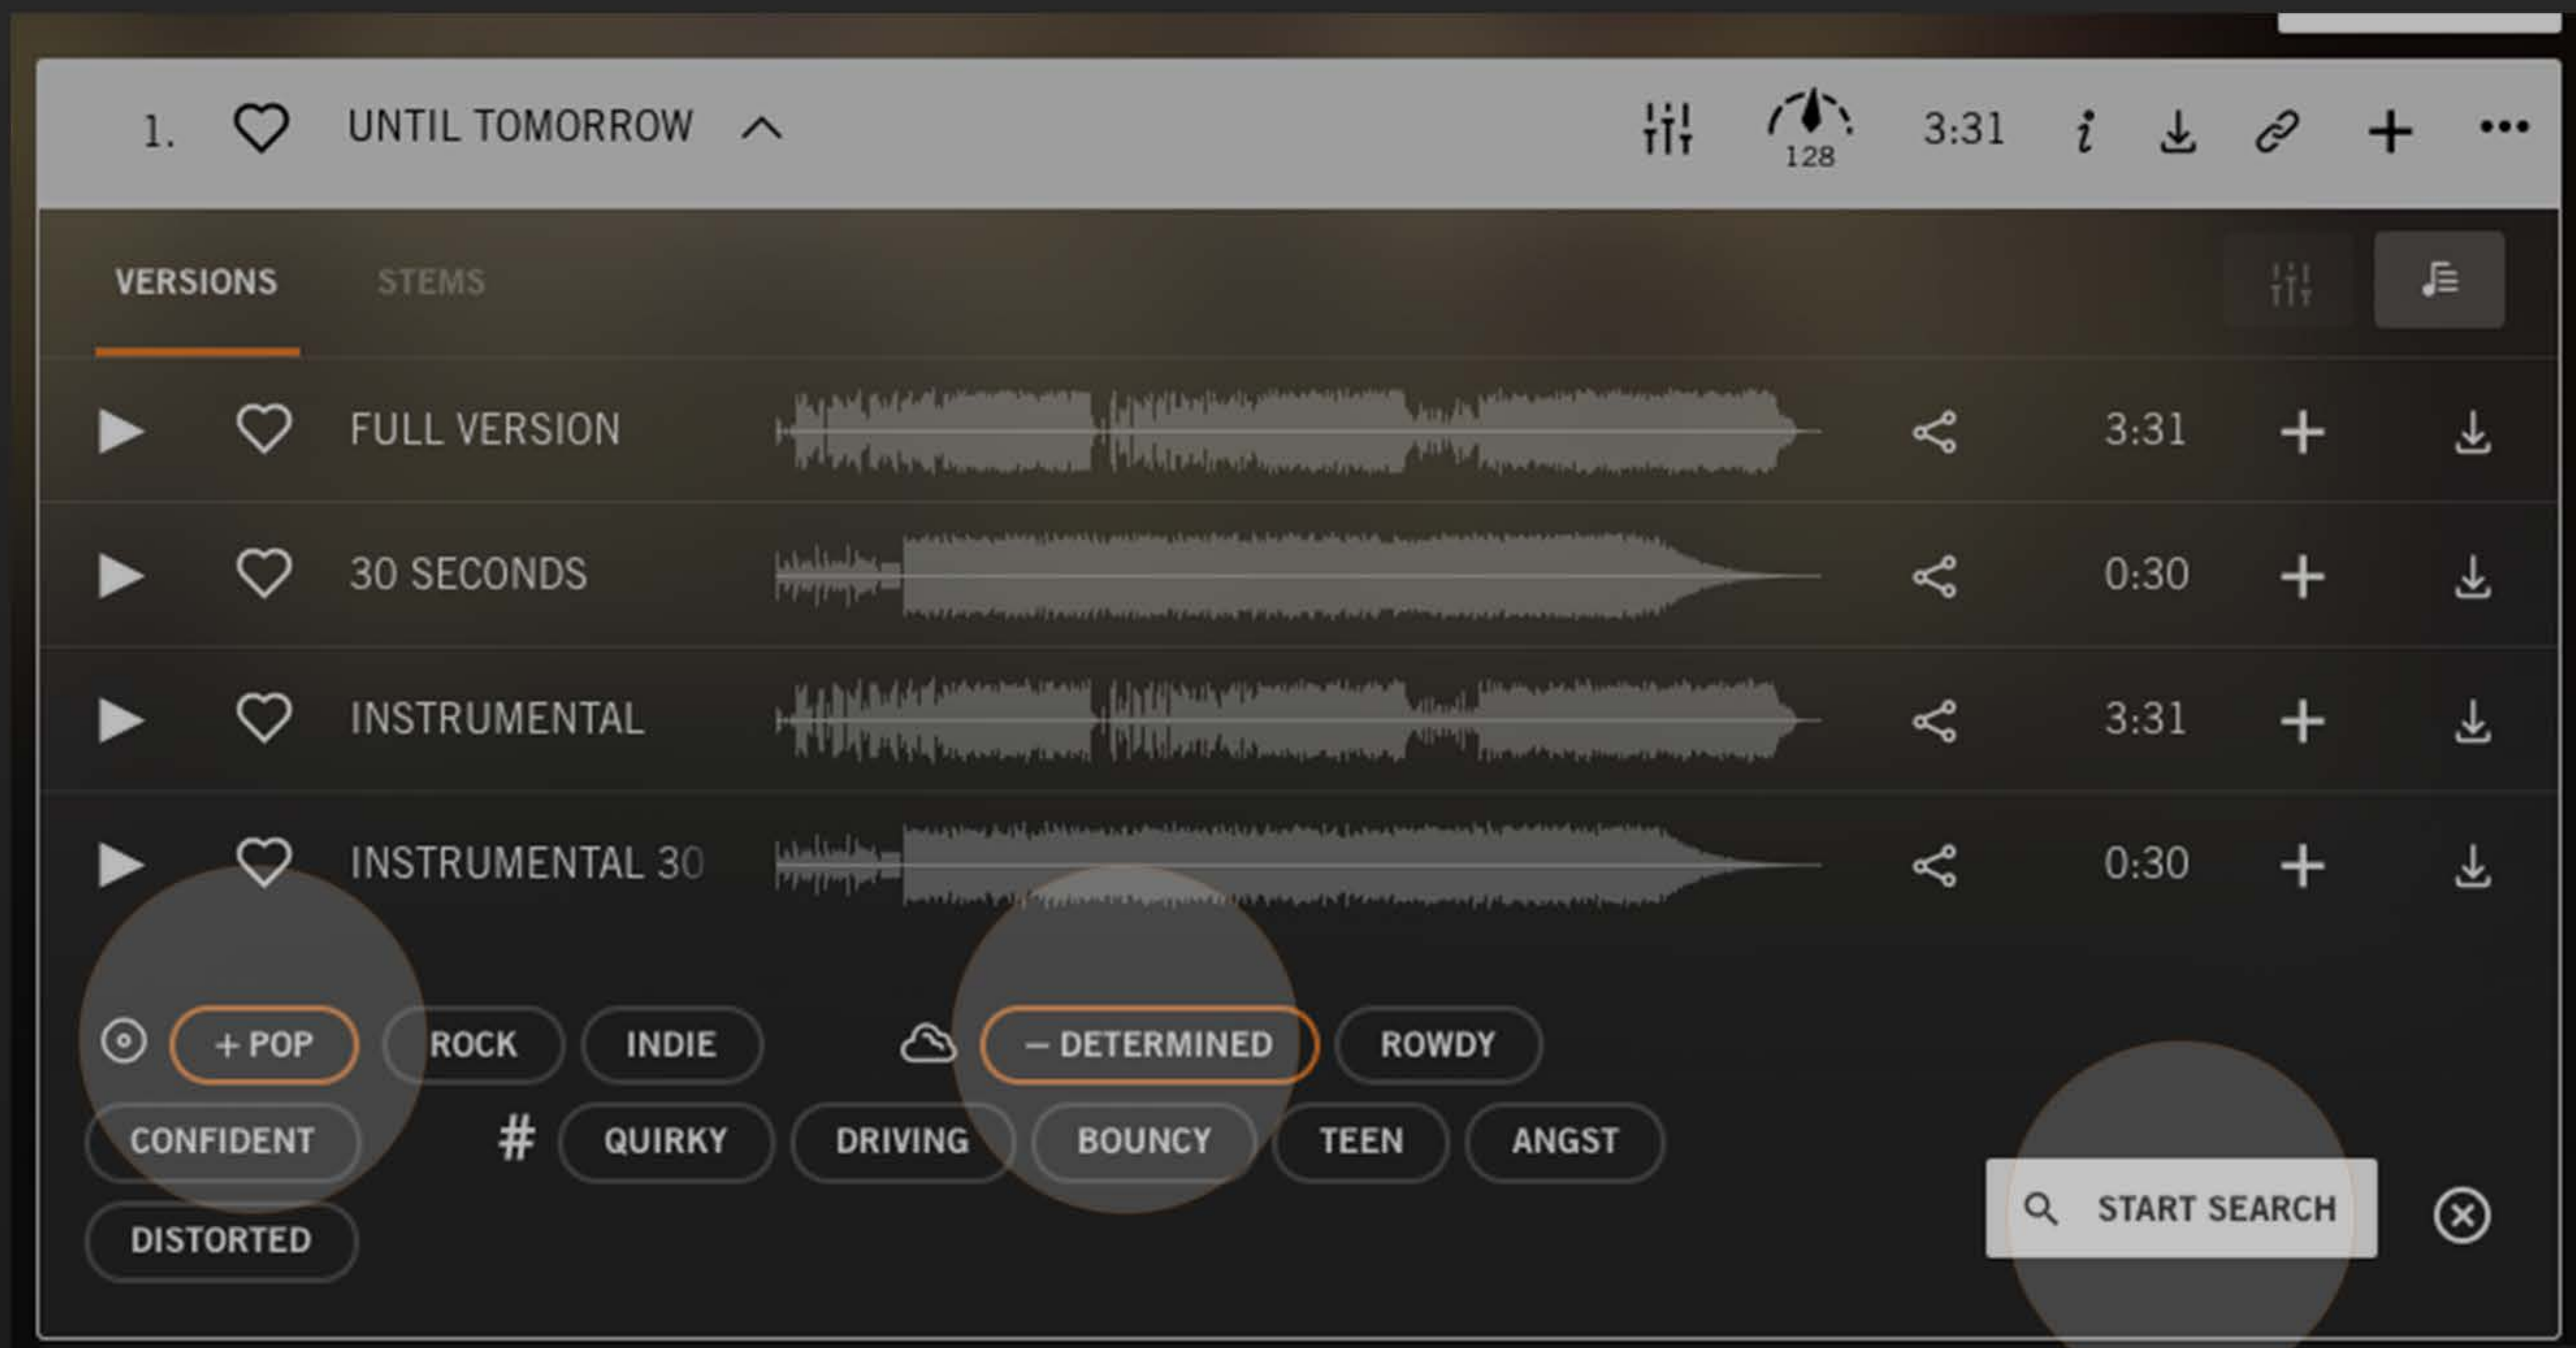 1. UNTIL TOMORROW 128 3:31 i
VERSIONS STEMS
FULL VERSION 3:31
30 SECONDS 0:30
INSTRUMENTAL 3:31
INSTRUMENTAL 30 0:30
+ POP ROCK INDIE – DETERMINED ROWDY
CONFIDENT # QUIRKY DRIVING BOUNCY TEEN ANGST
DISTORTED
START SEARCH